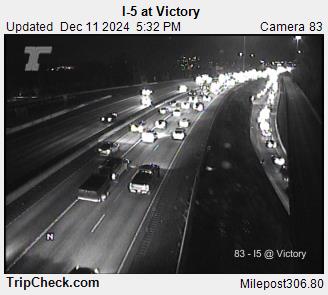 I-5 at Victory
Updated Dec 11 2024 5:32 PM Camera 83
T
N
83 - I5 @ Victory
TripCheck.com Milepost306.80